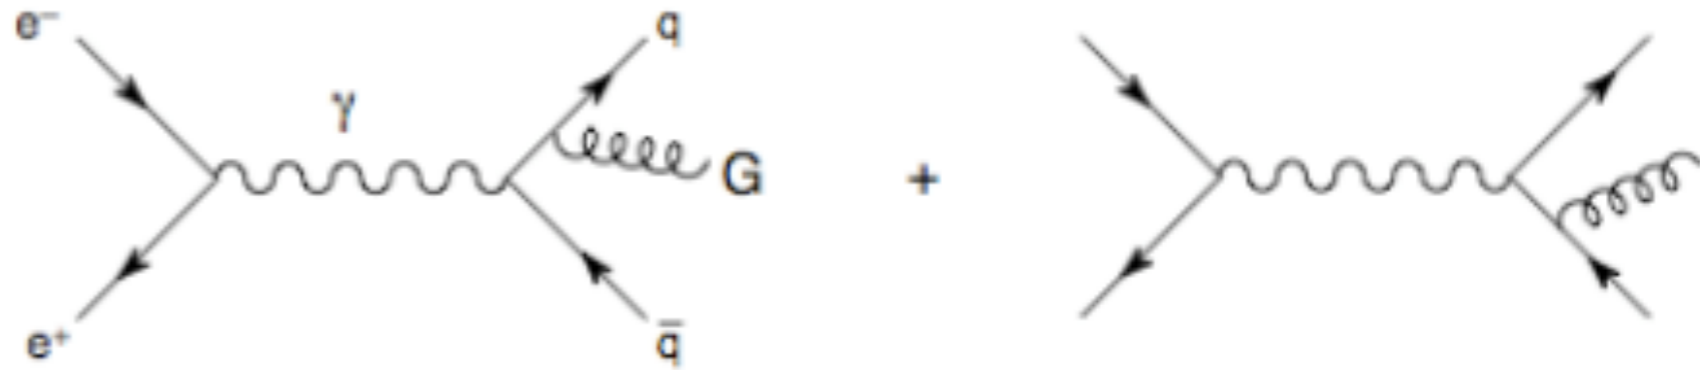 e⁻ q
γ
G +
e⁺ q̄